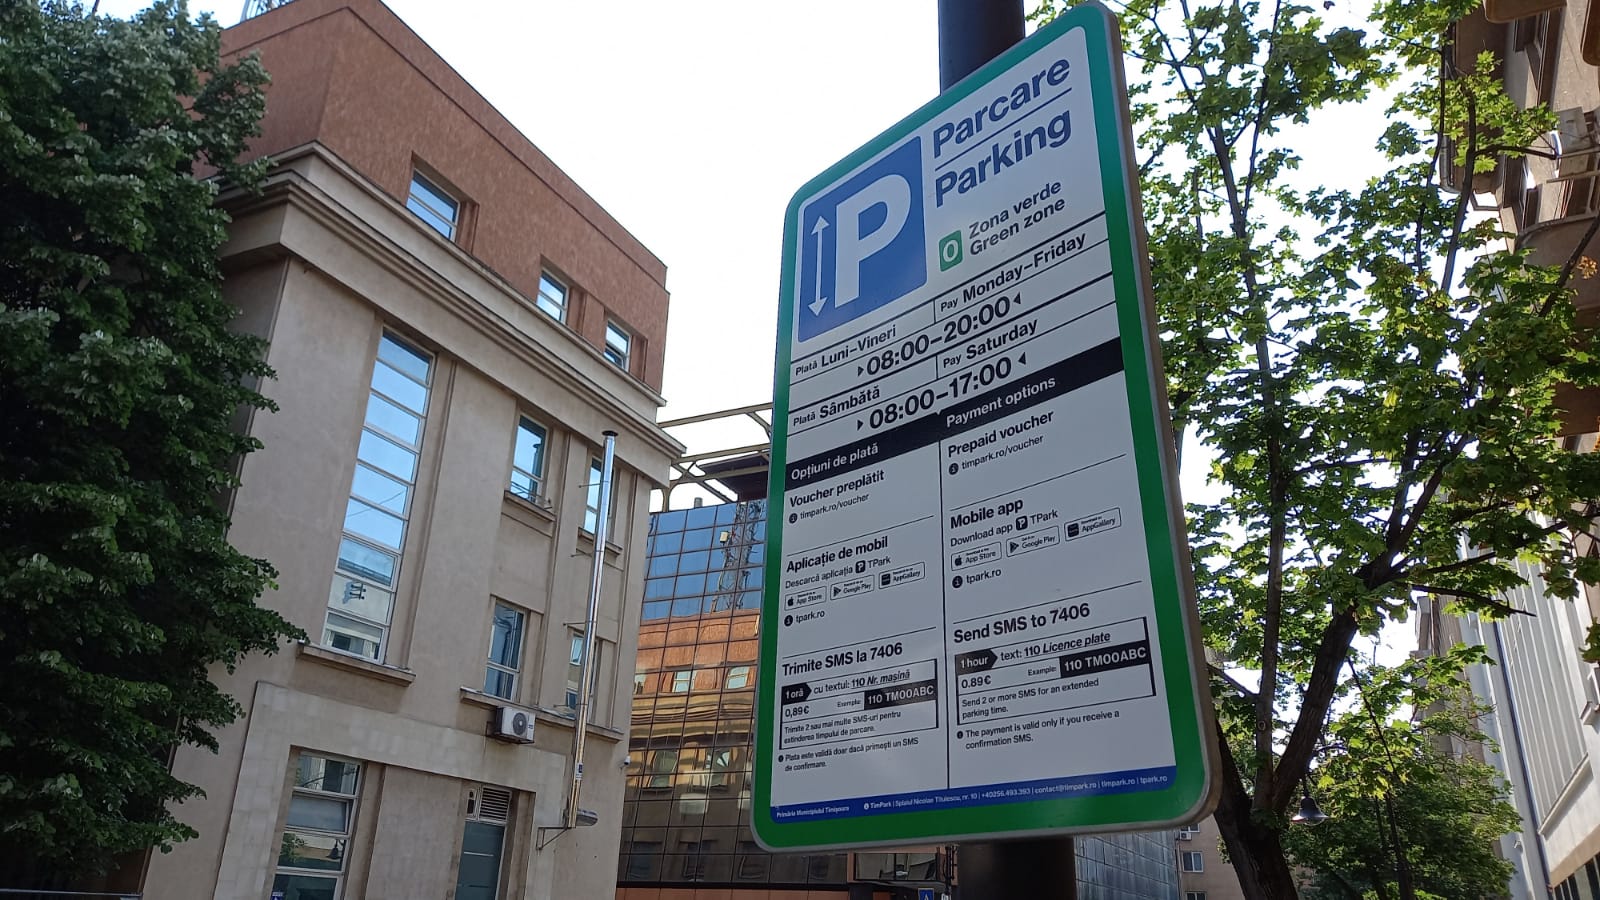 P
Parcare
Parking
0 Zona verde
Green zone
Plată Luni–Vineri
Pay Monday–Friday
08:00–20:00
Plată Sâmbătă
Pay Saturday
08:00–17:00
Opțiuni de plată
Payment options
Voucher preplătit
timpark.ro/voucher
Prepaid voucher
timpark.ro/voucher
Aplicație de mobil
Descarcă aplicația P TPark
App Store
Google Play
AppGallery
tpark.ro
Mobile app
Download app P TPark
App Store
Google Play
AppGallery
tpark.ro
Trimite SMS la 7406
1 oră cu textul: 110 Nr. mașină
0,89€ Exemplu: 110 TM00ABC
Trimite 2 sau mai multe SMS-uri pentru
extinderea timpului de parcare.
Plata este validă doar dacă primești un SMS
de confirmare.
Send SMS to 7406
1 hour text: 110 Licence plate
0.89€ Example: 110 TM00ABC
Send 2 or more SMS for an extended
parking time.
The payment is valid only if you receive a
confirmation SMS.
Primăria Municipiului Timișoara
TimPark | Splaiul Nicolae Titulescu, nr. 10 | +40256.493.393 | contact@timpark.ro | timpark.ro | tpark.ro